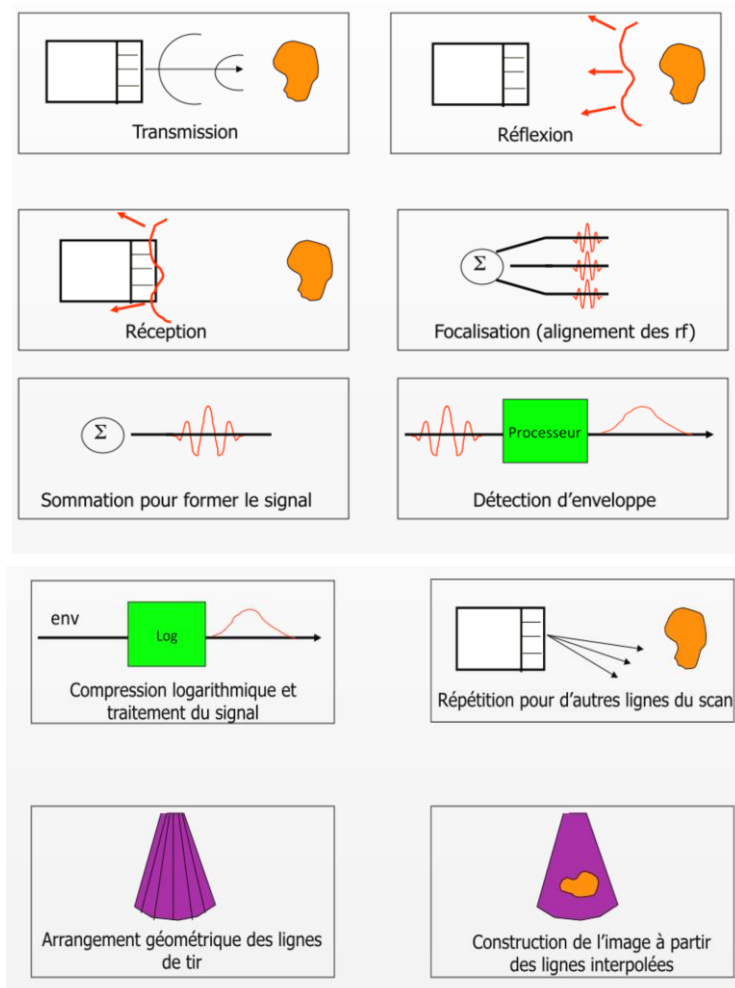 Transmission
Réflexion
Réception
Σ
Focalisation (alignement des rf)
Σ
Sommation pour former le signal
Processeur
Détection d'enveloppe
env
Log
Compression logarithmique et
traitement du signal
Répétition pour d'autres lignes du scan
Arrangement géométrique des lignes
de tir
Construction de l'image à partir
des lignes interpolées